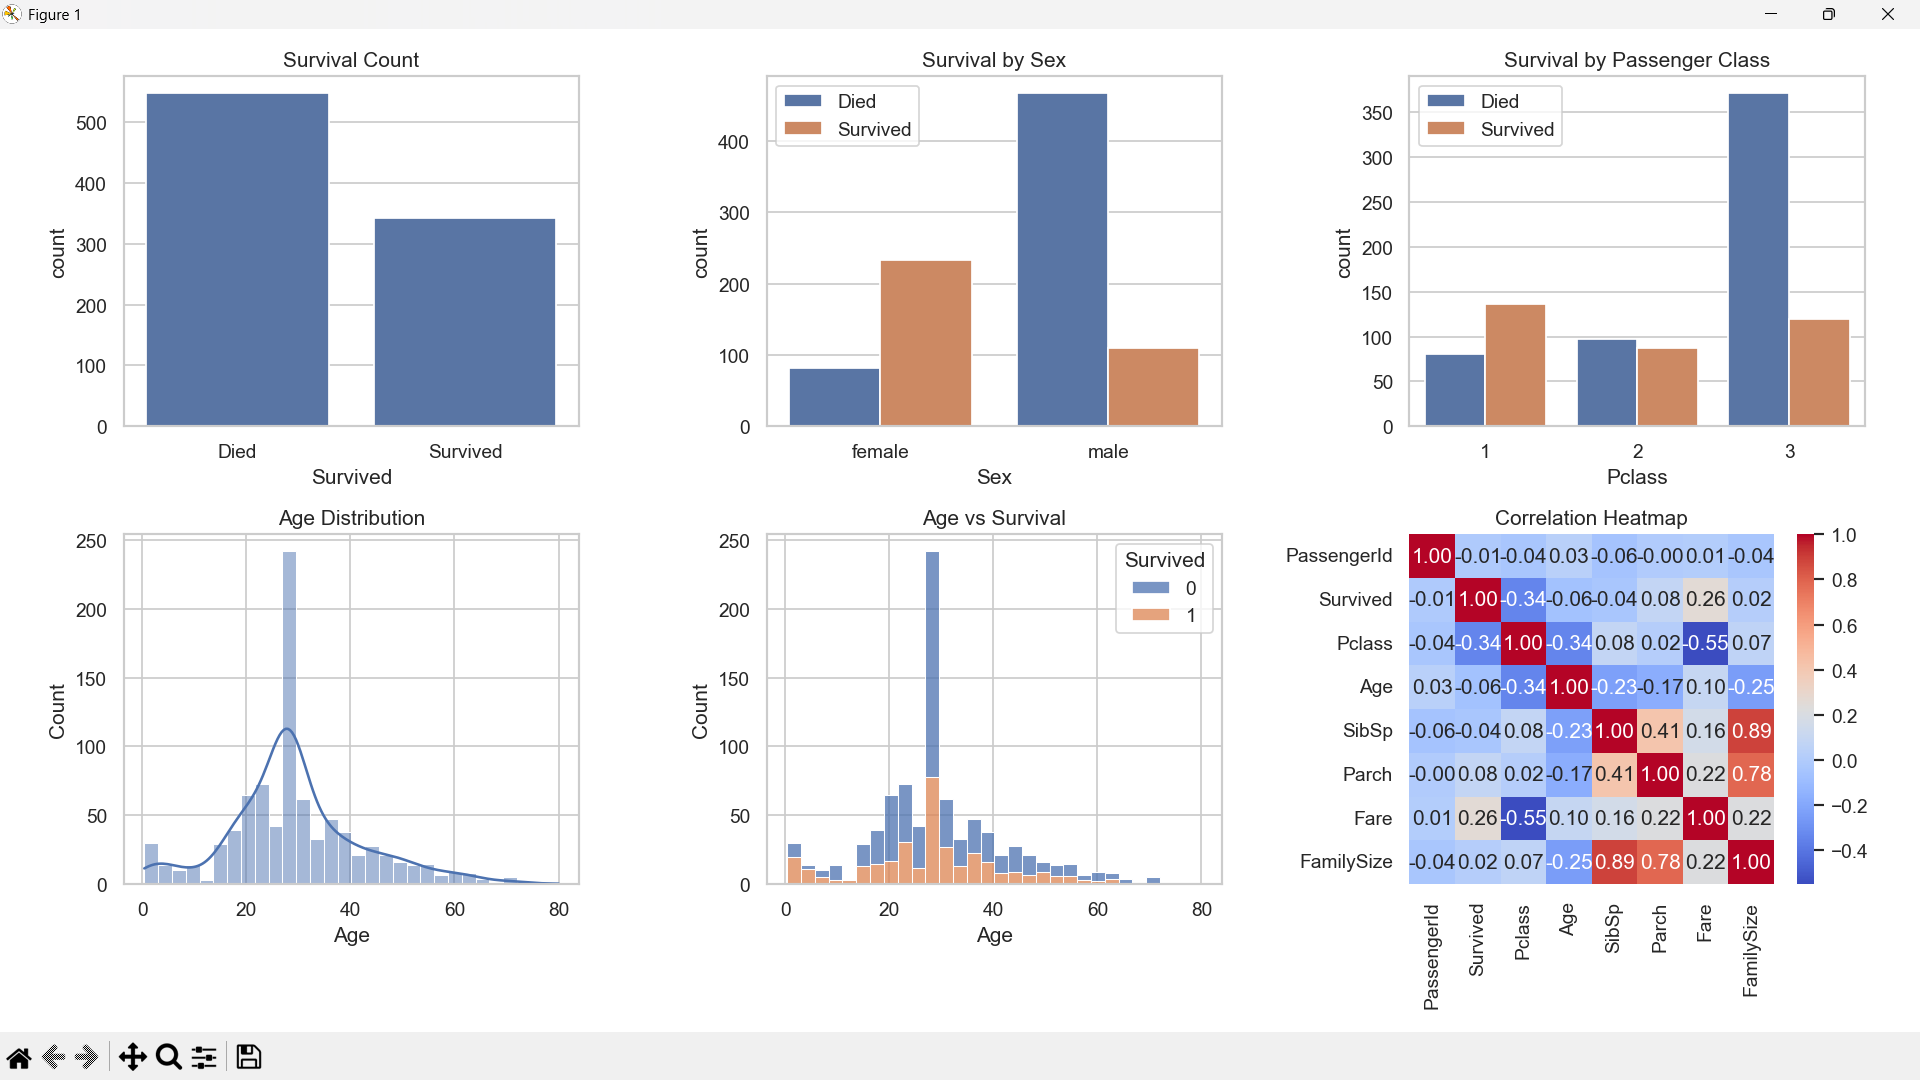 Figure 1
Survival Count
500
400
300
200
100
0
count
Died
Survived
Survived
Survival by Sex
Died
Survived
400
300
200
100
0
count
female
male
Sex
Survival by Passenger Class
Died
Survived
350
300
250
200
150
100
50
0
count
1
2
3
Pclass
Age Distribution
250
200
150
100
50
0
Count
0
20
40
60
80
Age
Age vs Survival
Survived
0
1
250
200
150
100
50
0
Count
0
20
40
60
80
Age
Correlation Heatmap
PassengerId 1.00 -0.01 -0.04 0.03 -0.06 -0.00 0.01 -0.04
Survived -0.01 1.00 -0.34 -0.06 -0.04 0.08 0.26 0.02
Pclass -0.04 -0.34 1.00 -0.34 0.08 0.02 -0.55 0.07
Age 0.03 -0.06 -0.34 1.00 -0.23 -0.17 0.10 -0.25
SibSp -0.06 -0.04 0.08 -0.23 1.00 0.41 0.16 0.89
Parch -0.00 0.08 0.02 -0.17 0.41 1.00 0.22 0.78
Fare 0.01 0.26 -0.55 0.10 0.16 0.22 1.00 0.22
FamilySize -0.04 0.02 0.07 -0.25 0.89 0.78 0.22 1.00
PassengerId
Survived
Pclass
Age
SibSp
Parch
Fare
FamilySize
1.0
0.8
0.6
0.4
0.2
0.0
−0.2
−0.4